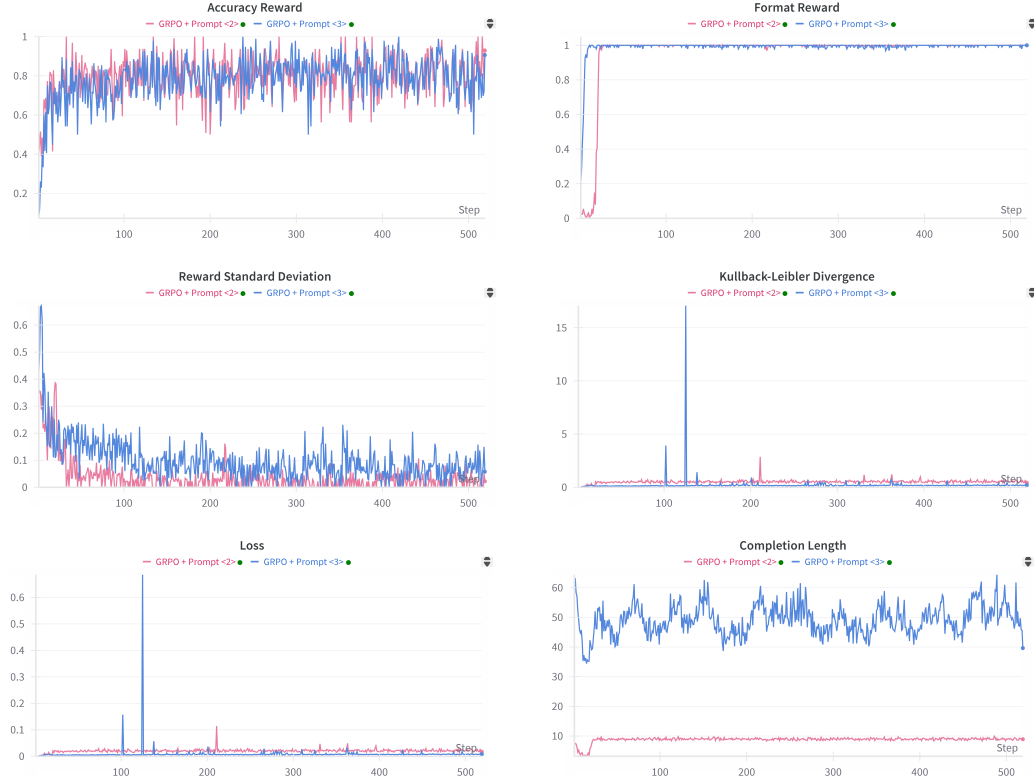 Accuracy Reward
GRPO + Prompt <2> GRPO + Prompt <3>
1
0.8
0.6
0.4
0.2
Step
100 200 300 400 500
Format Reward
GRPO + Prompt <2> GRPO + Prompt <3>
1
0.8
0.6
0.4
0.2
0
Step
100 200 300 400 500
Reward Standard Deviation
GRPO + Prompt <2> GRPO + Prompt <3>
0.6
0.5
0.4
0.3
0.2
0.1
0
Step
100 200 300 400 500
Kullback-Leibler Divergence
GRPO + Prompt <2> GRPO + Prompt <3>
15
10
5
0
Step
100 200 300 400 500
Loss
GRPO + Prompt <2> GRPO + Prompt <3>
0.6
0.5
0.4
0.3
0.2
0.1
0
Step
100 200 300 400 500
Completion Length
GRPO + Prompt <2> GRPO + Prompt <3>
60
50
40
30
20
10
Step
100 200 300 400 500